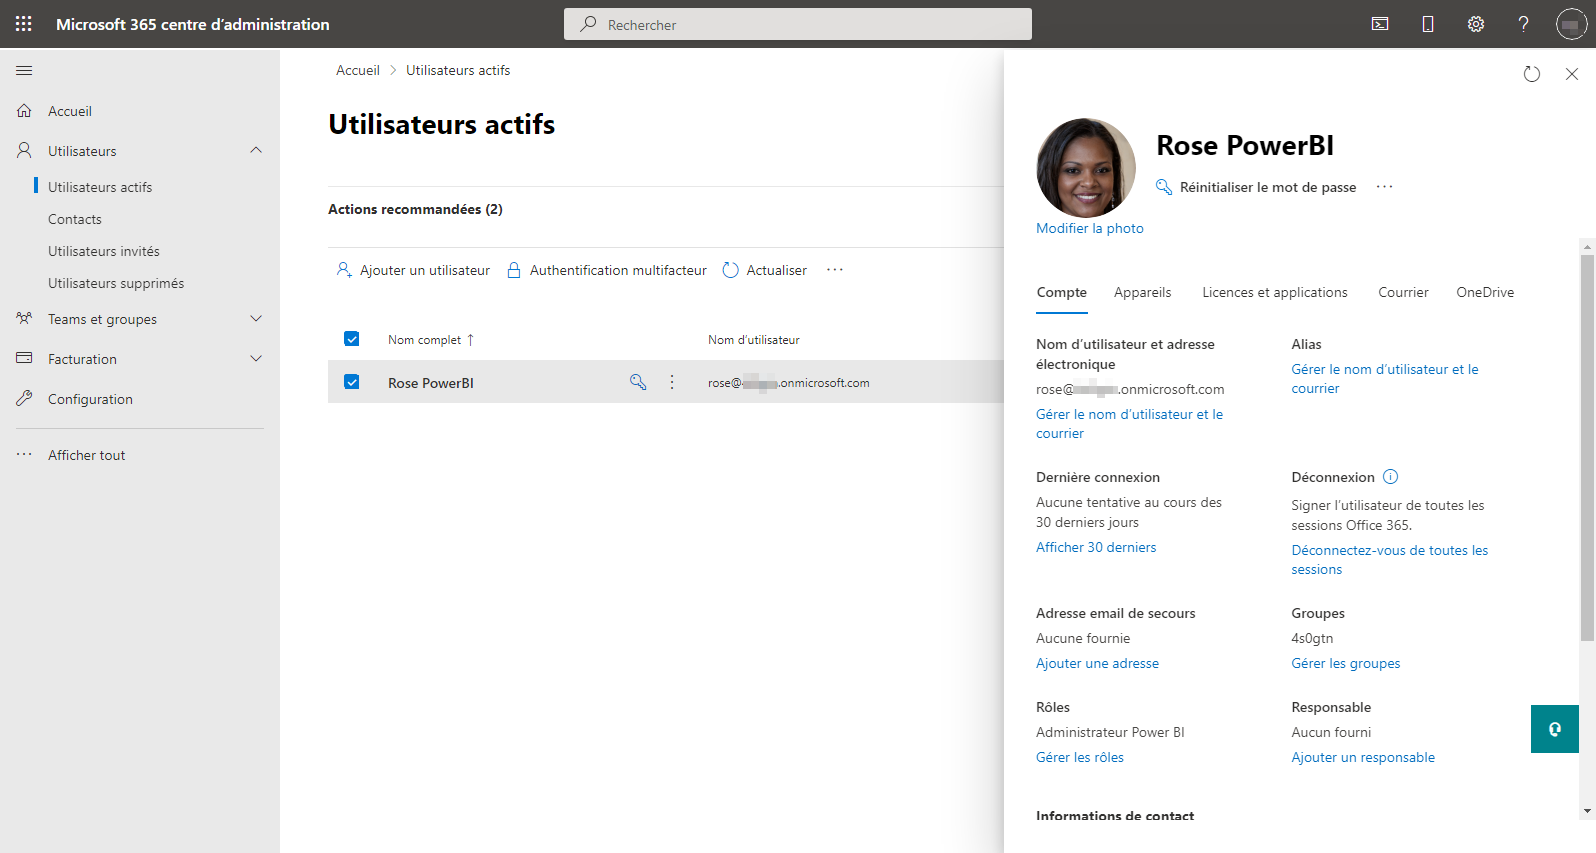 Microsoft 365 centre d’administration
Rechercher
Accueil
Utilisateurs
Utilisateurs actifs
Contacts
Utilisateurs invités
Utilisateurs supprimés
Teams et groupes
Facturation
Configuration
Afficher tout
Accueil > Utilisateurs actifs
Utilisateurs actifs
Actions recommandées (2)
Ajouter un utilisateur Authentification multifacteur Actualiser
Nom complet ↑ Nom d’utilisateur
Rose PowerBI rose@ .onmicrosoft.com
Rose PowerBI
Réinitialiser le mot de passe
Modifier la photo
Compte Appareils Licences et applications Courrier OneDrive
Nom d’utilisateur et adresse
électronique
rose@ .onmicrosoft.com
Gérer le nom d’utilisateur et le
courrier
Alias
Gérer le nom d’utilisateur et le
courrier
Dernière connexion
Aucune tentative au cours des
30 derniers jours
Afficher 30 derniers
Déconnexion
Signer l’utilisateur de toutes les
sessions Office 365.
Déconnectez-vous de toutes les
sessions
Adresse email de secours
Aucune fournie
Ajouter une adresse
Groupes
4s0gtn
Gérer les groupes
Rôles
Administrateur Power BI
Gérer les rôles
Responsable
Aucun fourni
Ajouter un responsable
Informations de contact